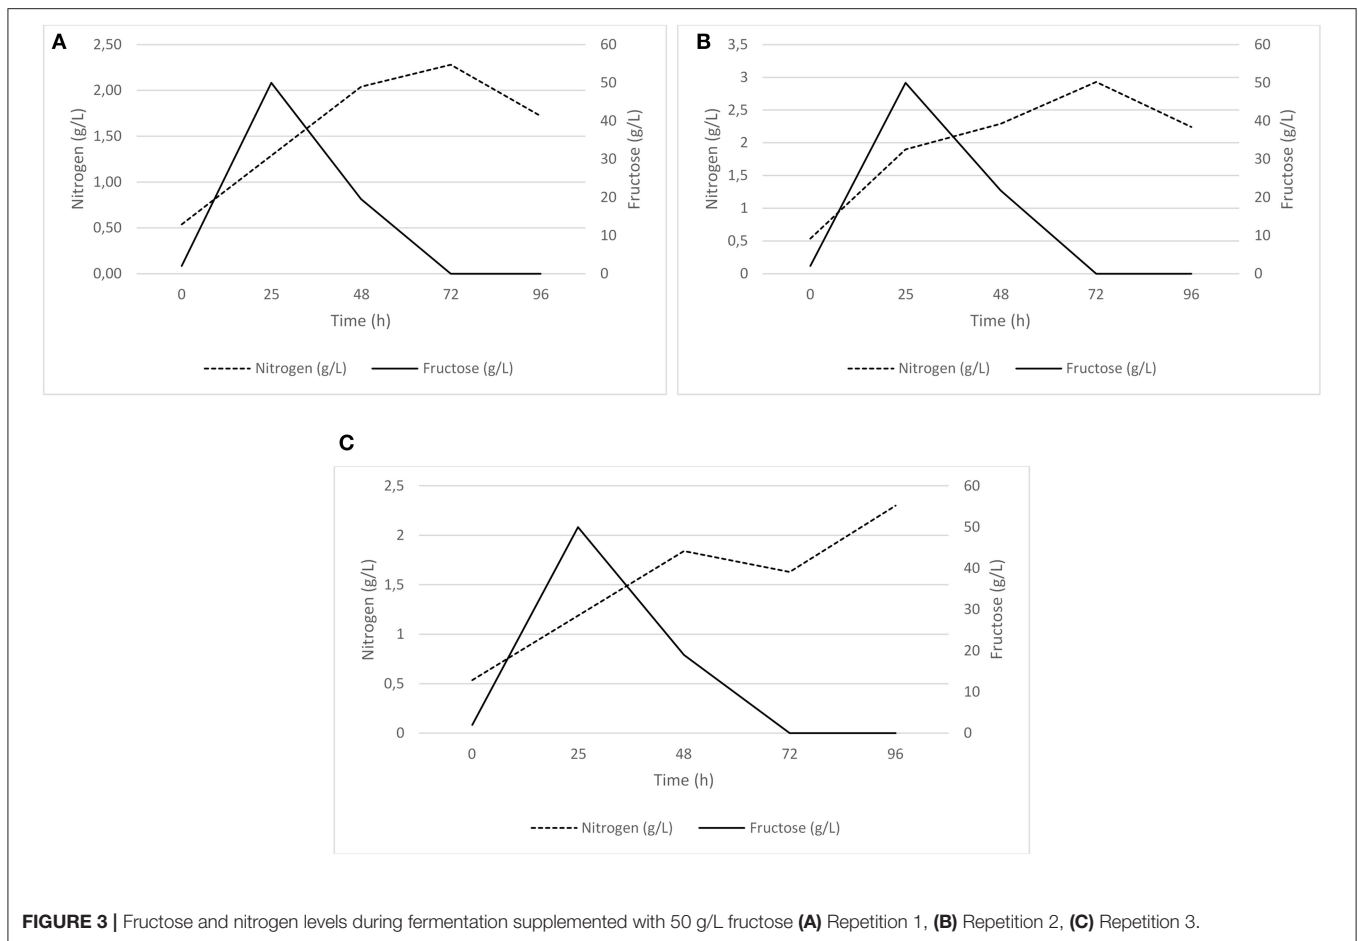 A
2,50
2,00
1,50
1,00
0,50
0,00
Nitrogen (g/L)
60
50
40
30
20
10
0
Fructose (g/L)
0 25 48 72 96
Time (h)
Nitrogen (g/L) Fructose (g/L)
B
3,5
3
2,5
2
1,5
1
0,5
0
Nitrogen (g/L)
60
50
40
30
20
10
0
Fructose (g/L)
0 25 48 72 96
Time (h)
Nitrogen (g/L) Fructose (g/L)
C
2,5
2
1,5
1
0,5
0
Nitrogen (g/L)
60
50
40
30
20
10
0
Fructose (g/L)
0 25 48 72 96
Time (h)
Nitrogen (g/L) Fructose (g/L)
FIGURE 3 | Fructose and nitrogen levels during fermentation supplemented with 50 g/L fructose (A) Repetition 1, (B) Repetition 2, (C) Repetition 3.